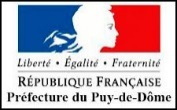 Liberté • Égalité • Fraternité
RÉPUBLIQUE FRANÇAISE
Préfecture du Puy-de-Dôme